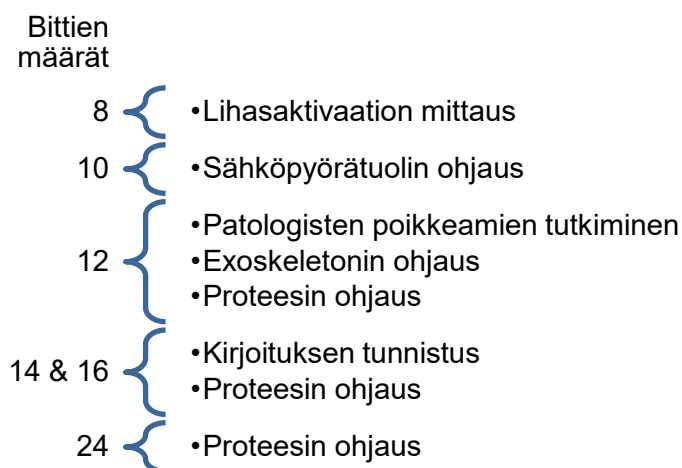 Bittien
määrät
8 •Lihasaktivaation mittaus
10 •Sähköpyörätuolin ohjaus
•Patologisten poikkeamien tutkiminen
12 •Exoskeletonin ohjaus
•Proteesin ohjaus
14 & 16 •Kirjoituksen tunnistus
•Proteesin ohjaus
24 •Proteesin ohjaus